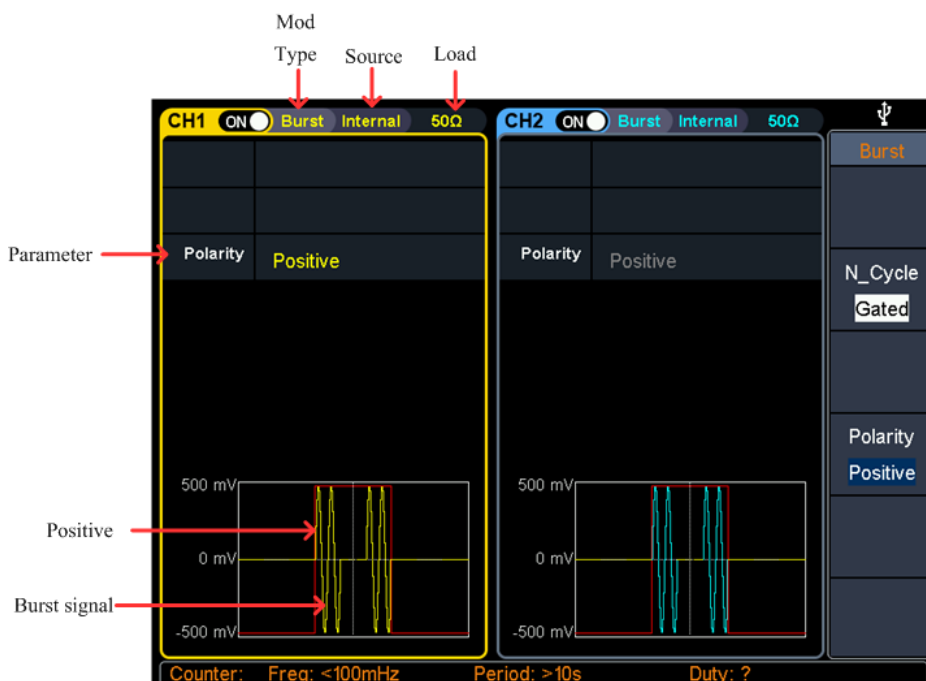 Mod
Type
Source
Load
CH1 ON Burst Internal 50Ω
CH2 ON Burst Internal 50Ω
Burst
Parameter
Polarity Positive
Polarity Positive
N_Cycle
Gated
Polarity
Positive
500 mV
0 mV
-500 mV
Positive
Burst signal
500 mV
0 mV
-500 mV
Counter: Freq: <100mHz Period: >10s Duty: ?